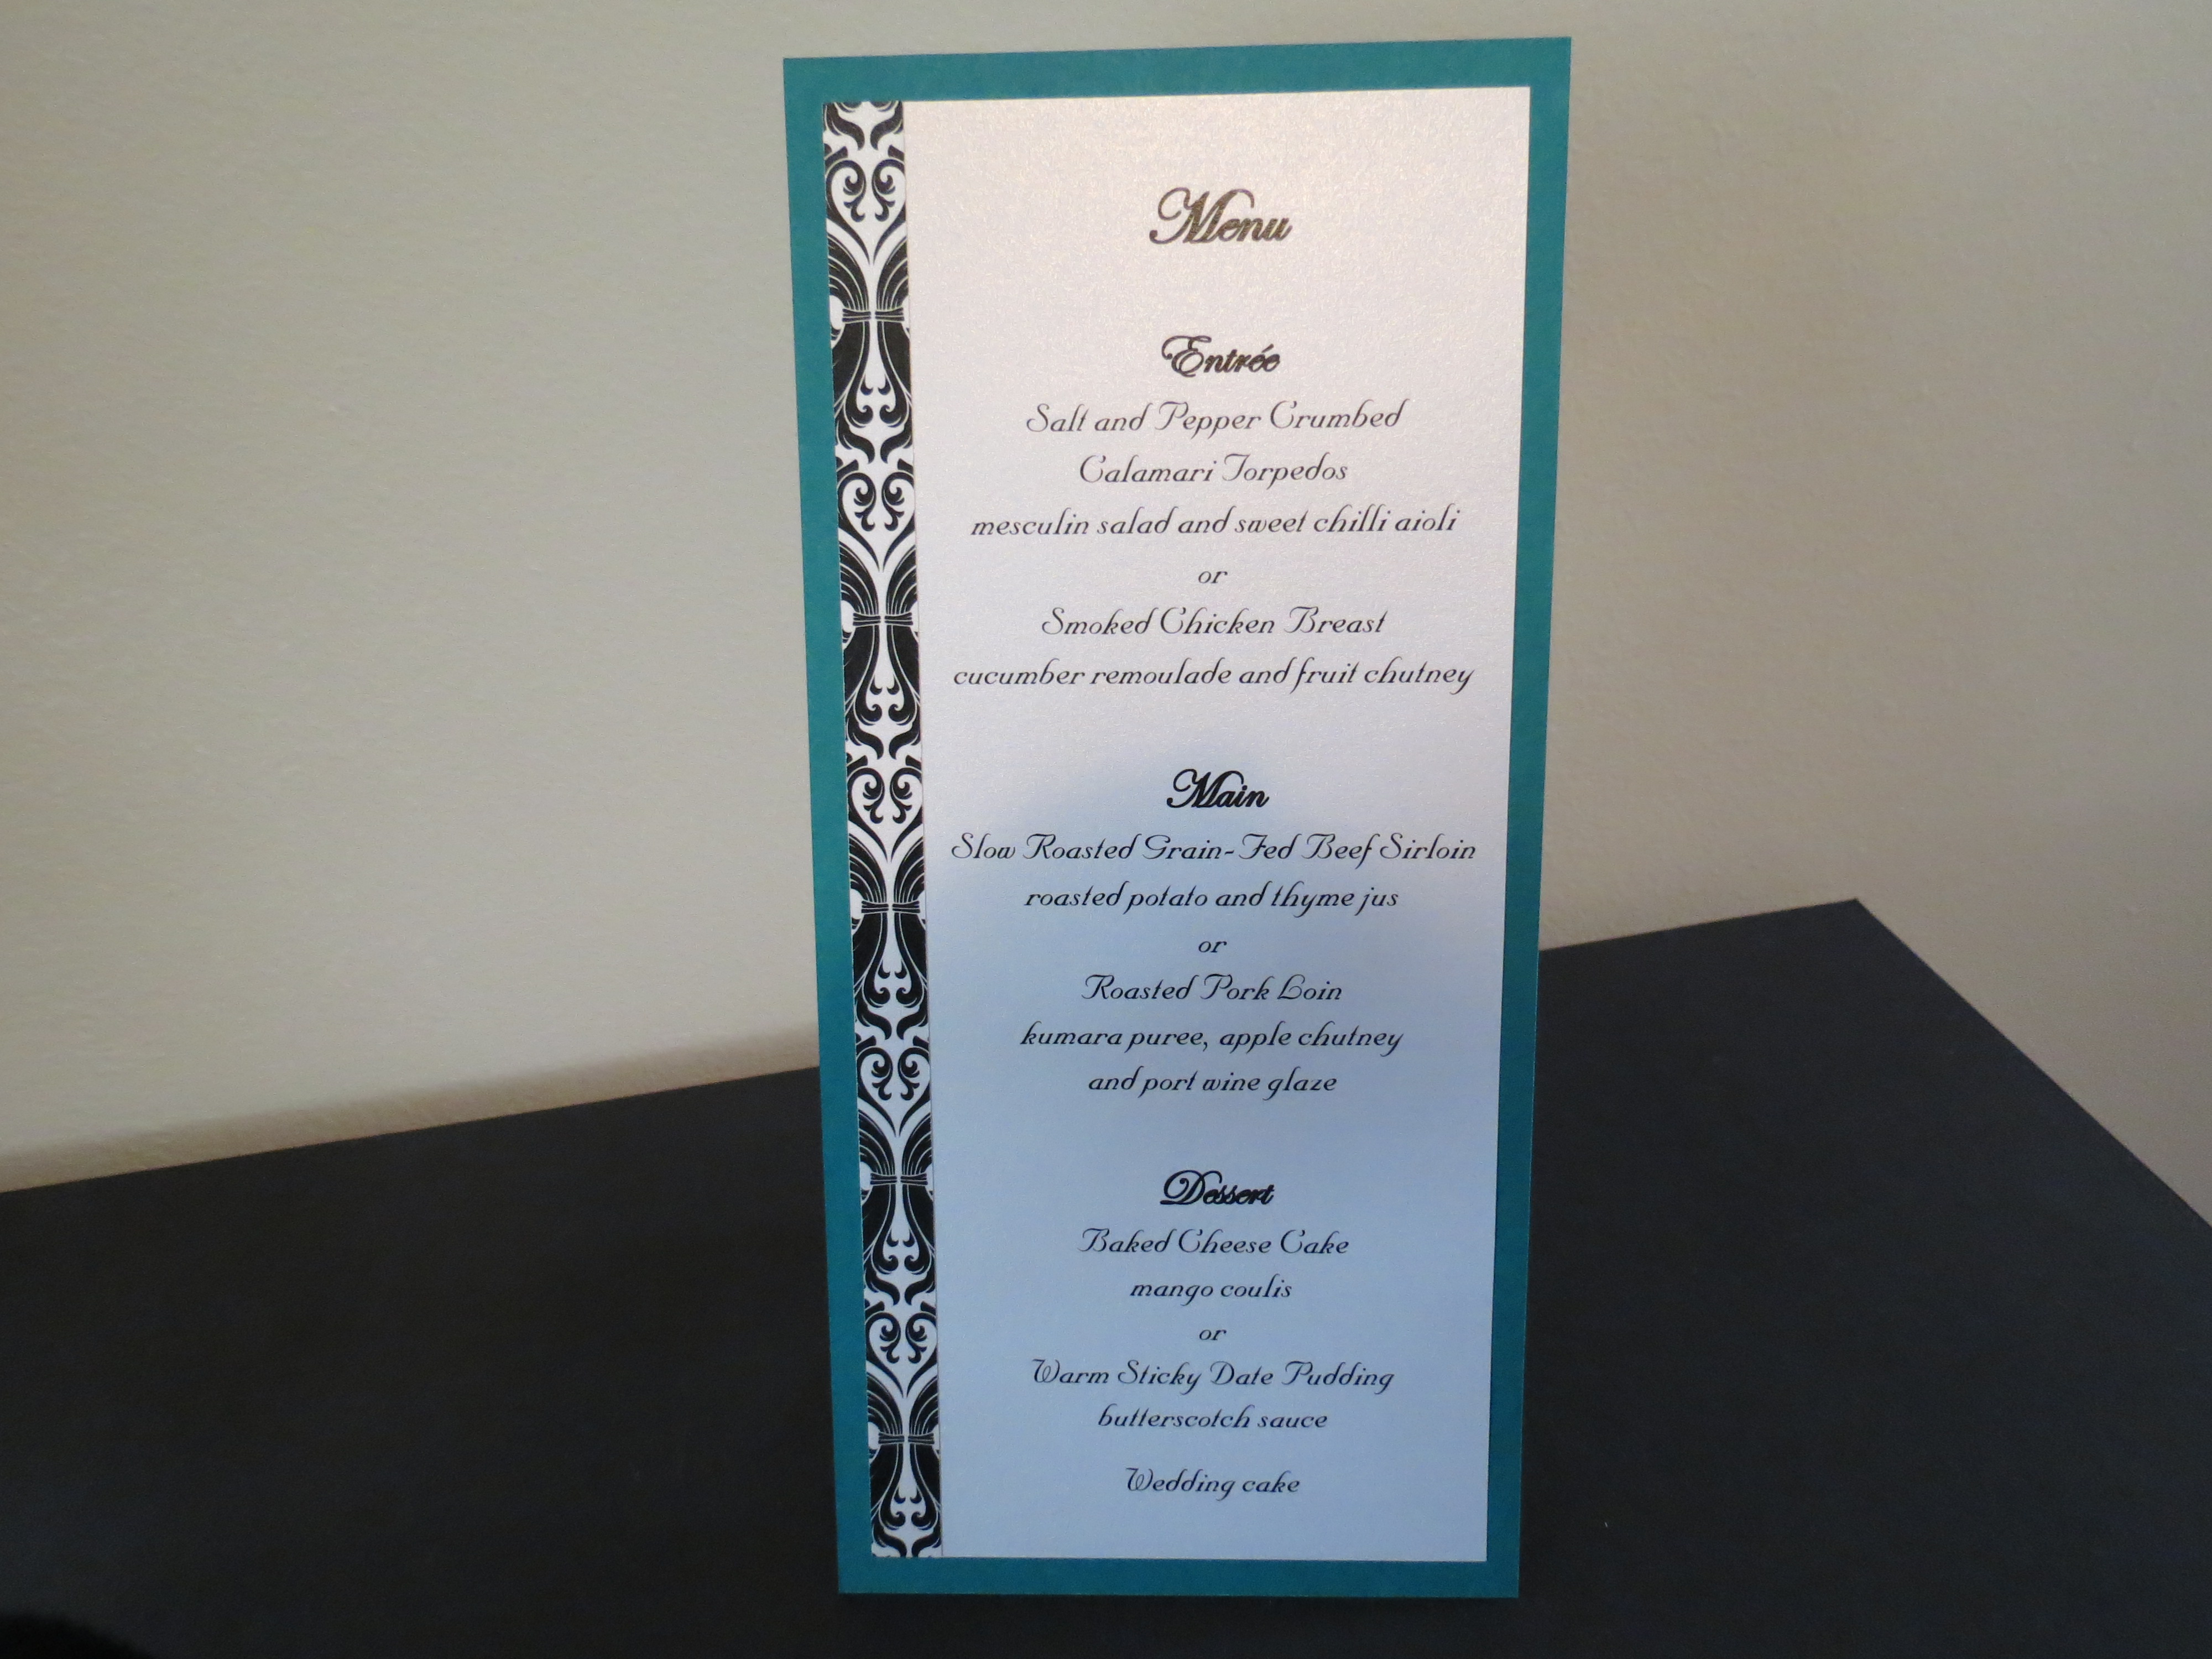 Menu
Entrée
Salt and Pepper Crumbed
Calamari Torpedos
mesculin salad and sweet chilli aioli
or
Smoked Chicken Breast
cucumber remoulade and fruit chutney
Main
Slow Roasted Grain-Fed Beef Sirloin
roasted potato and thyme jus
or
Roasted Pork Loin
kumara puree, apple chutney
and port wine glaze
Dessert
Baked Cheese Cake
mango coulis
or
Warm Sticky Date Pudding
butterscotch sauce
Wedding cake